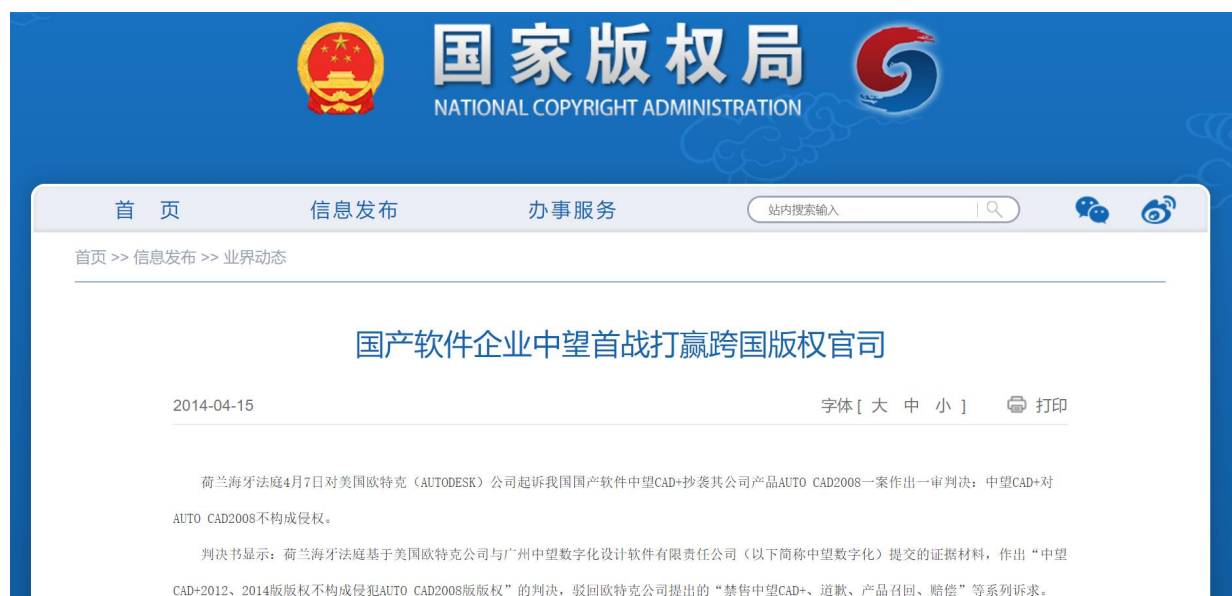 国家版权局
NATIONAL COPYRIGHT ADMINISTRATION
首 页 信息发布 办事服务 站内搜索输入
首页 >> 信息发布 >> 业界动态
国产软件企业中望首战打赢跨国版权官司
2014-04-15 字体 [ 大 中 小 ] 打印
荷兰海牙法庭4月7日对美国欧特克（AUTODESK）公司起诉我国国产软件中望CAD+抄袭其公司产品AUTO CAD2008一案作出一审判决：中望CAD+对
AUTO CAD2008不构成侵权。
判决书显示：荷兰海牙法庭基于美国欧特克公司与广州中望数字化设计软件有限责任公司（以下简称中望数字化）提交的证据材料，作出“中望
CAD+2012、2014版版权不构成侵犯AUTO CAD2008版版权”的判决，驳回欧特克公司提出的“禁售中望CAD+、道歉、产品召回、赔偿”等系列诉求。